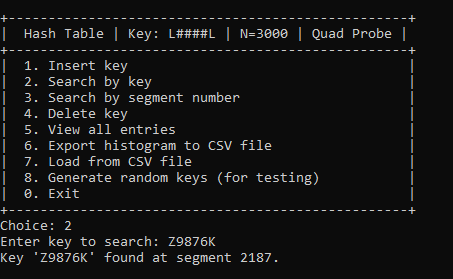 Hash Table | Key: L####L | N=3000 | Quad Probe
1. Insert key
2. Search by key
3. Search by segment number
4. Delete key
5. View all entries
6. Export histogram to CSV file
7. Load from CSV file
8. Generate random keys (for testing)
0. Exit
Choice: 2
Enter key to search: Z9876K
Key 'Z9876K' found at segment 2187.